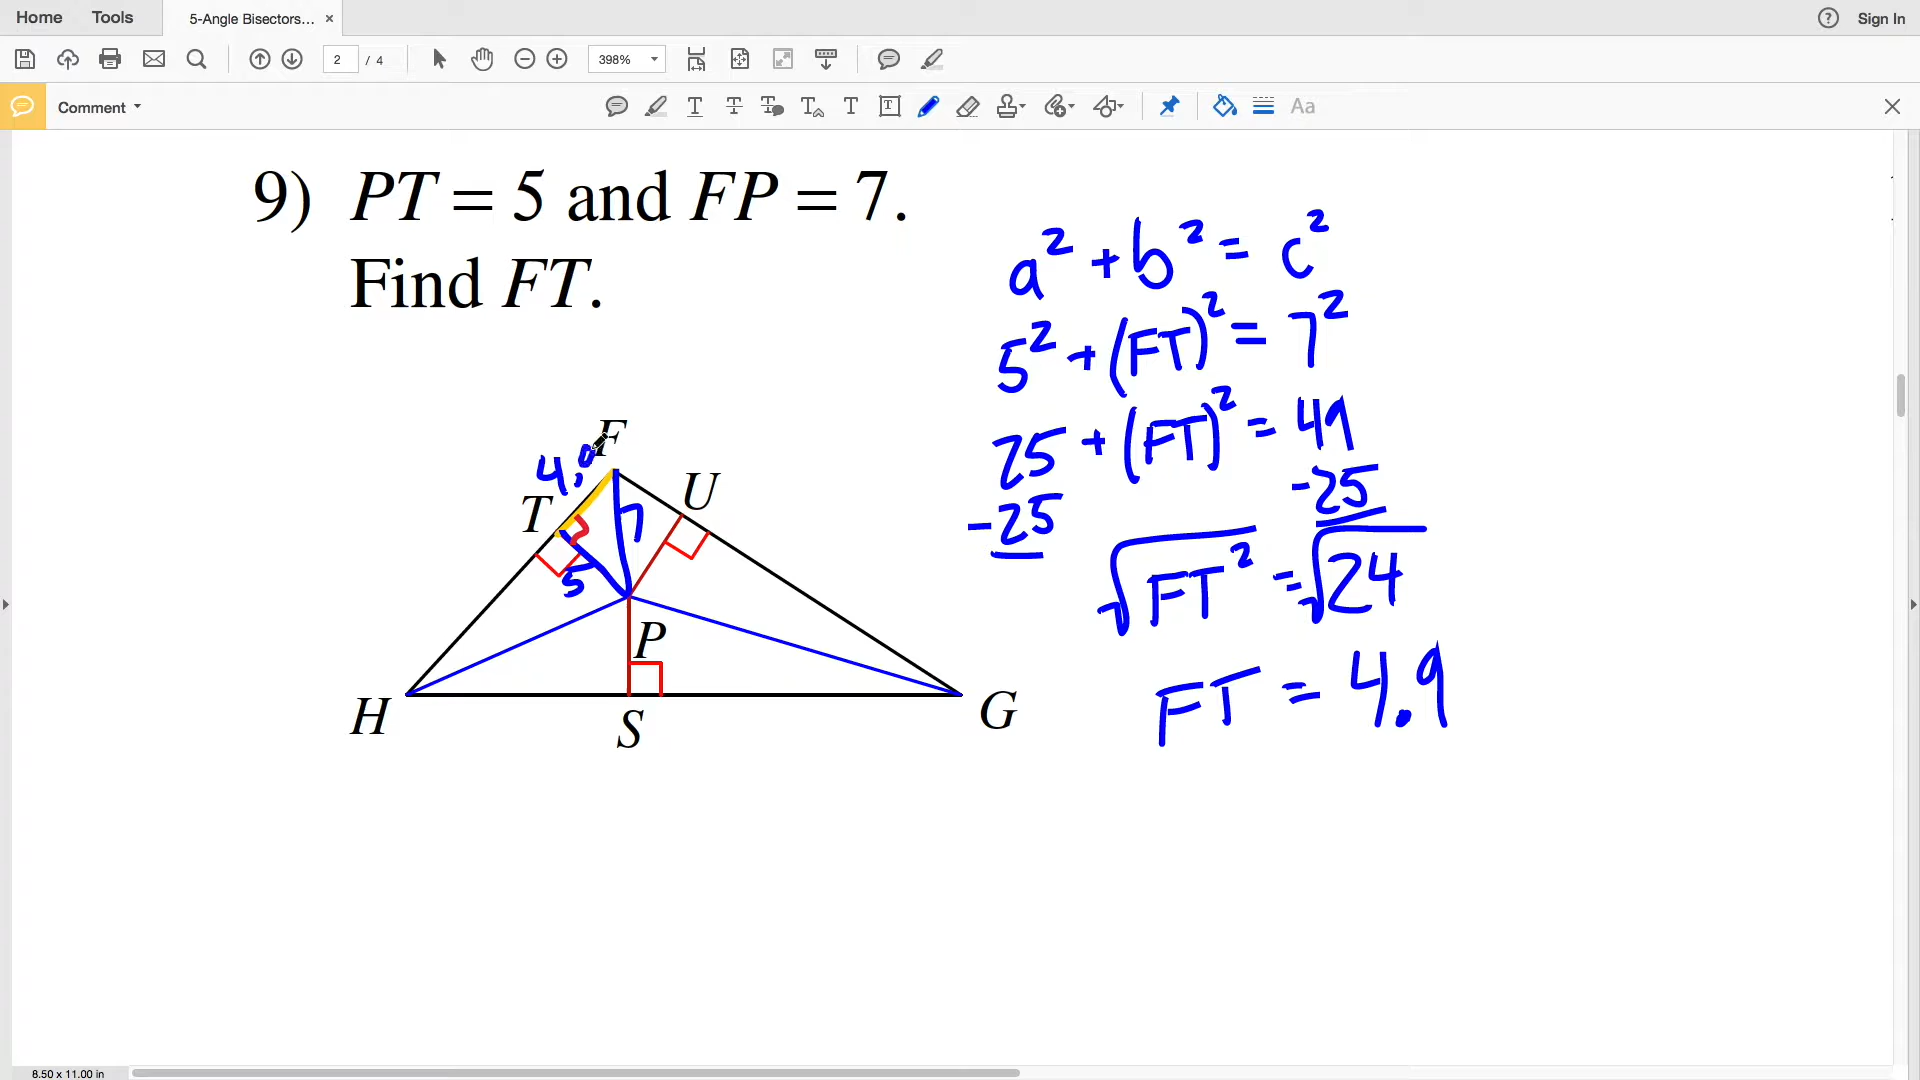 Home Tools 5-Angle Bisectors... × Sign In
2 / 4 398%
Comment Aa
9) PT = 5 and FP = 7.
Find FT.
a² + b² = c²
5² + (FT)² = 7²
25 + (FT)² = 49
-25 -25
√FT² = √24
FT = 4.9
F
4.9
T
U
7
5
P
H
S
G
8.50 x 11.00 in